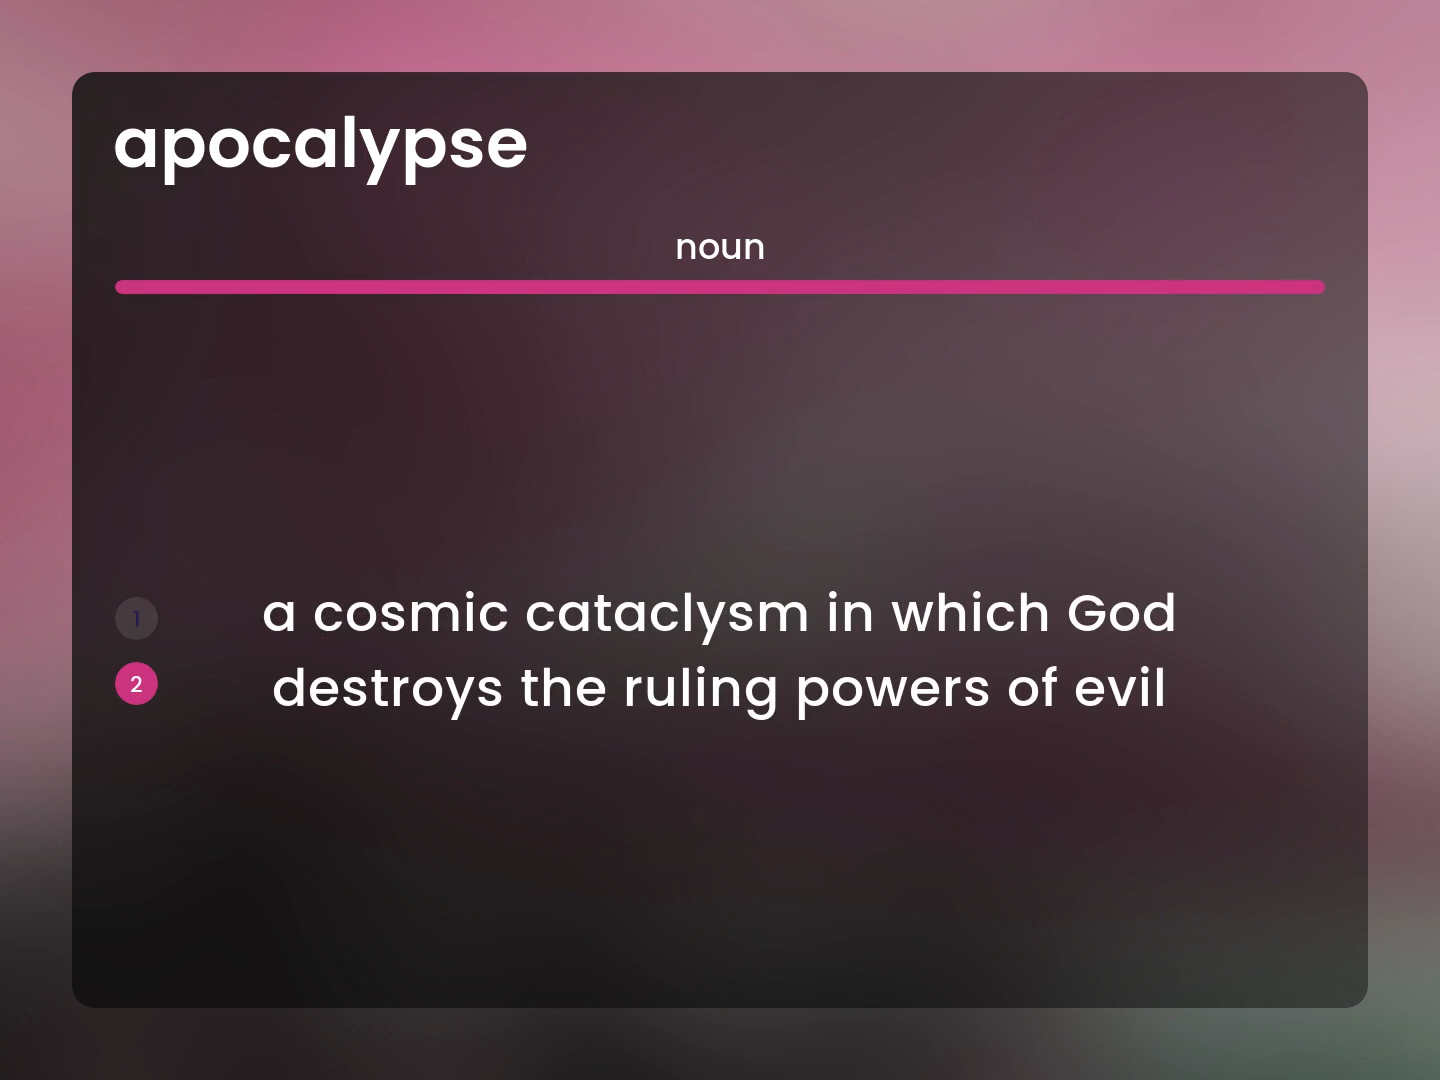 apocalypse
noun
1
a cosmic cataclysm in which God
2
destroys the ruling powers of evil